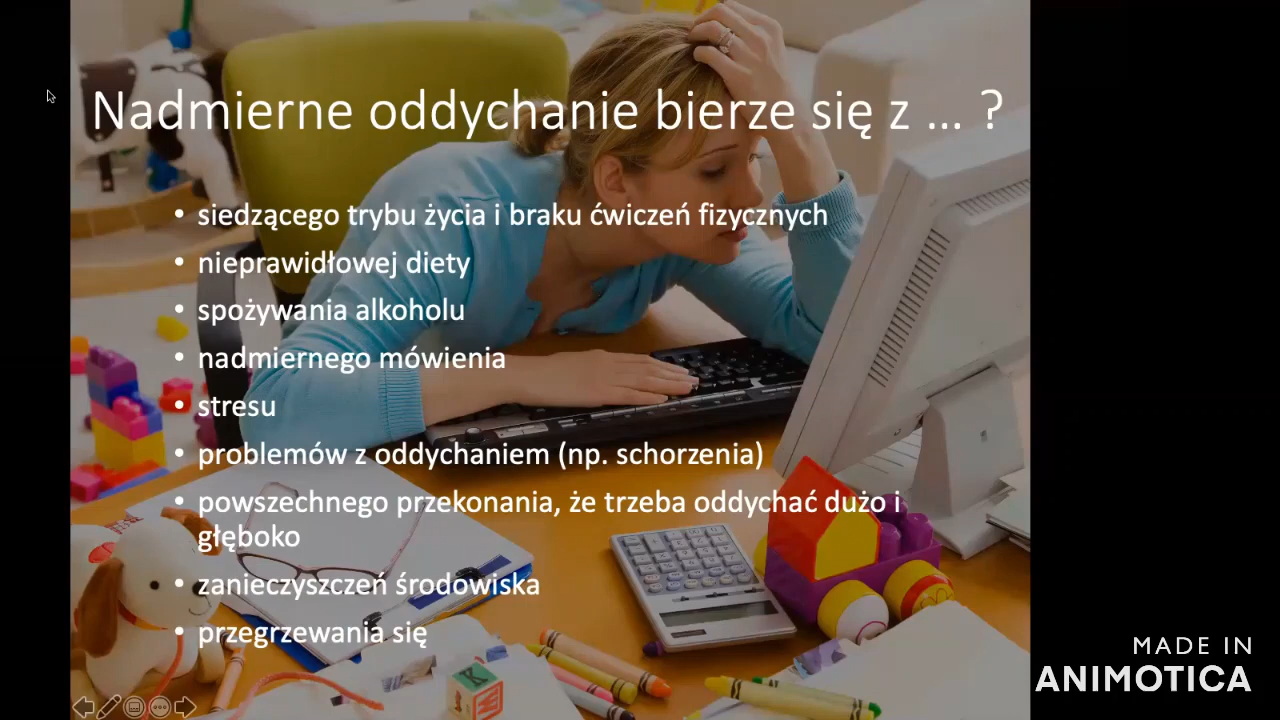 Nadmierne oddychanie bierze się z ... ?
• siedzącego trybu życia i braku ćwiczeń fizycznych
• nieprawidłowej diety
• spożywania alkoholu
• nadmiernego mówienia
• stresu
• problemów z oddychaniem (np. schorzenia)
• powszechnego przekonania, że trzeba oddychać dużo i
głęboko
• zanieczyszczeń środowiska
• przegrzewania się
K
MADE IN
ANIMOTICA